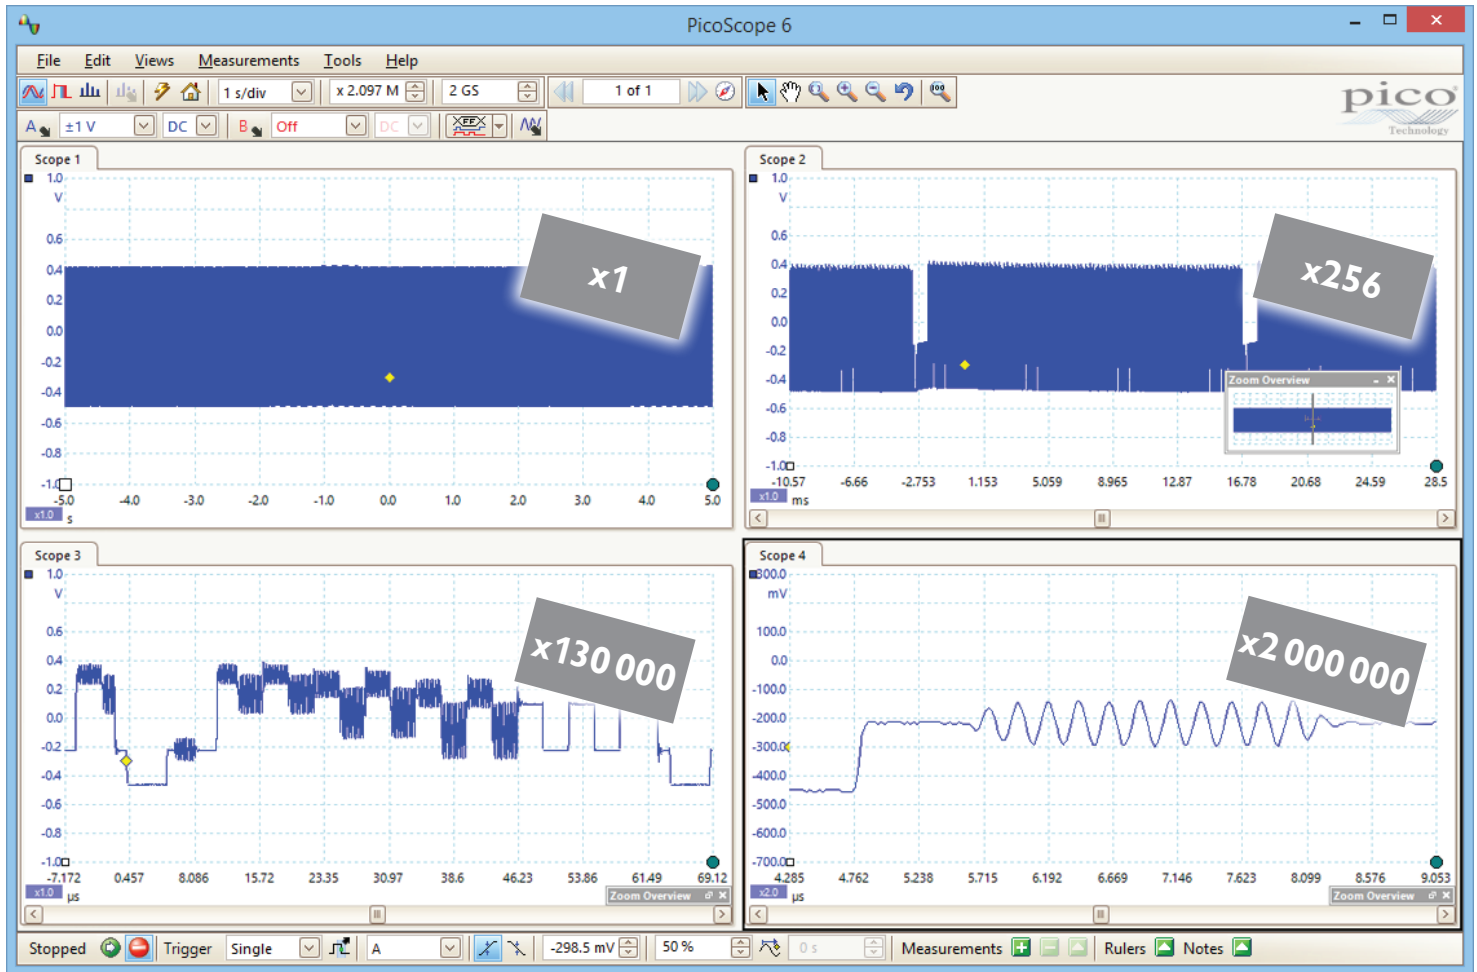 PicoScope 6
File Edit Views Measurements Tools Help
1 s/div x 2.097 M 2 GS 1 of 1
A ±1 V DC B Off DC
pico
Technology
Scope 1
1.0
V
0.6
0.4
0.2
0.0
-0.2
-0.4
-0.6
-0.8
-1.0
-5.0 -4.0 -3.0 -2.0 -1.0 0.0 1.0 2.0 3.0 4.0 5.0
x1.0 s
x1
Scope 2
1.0
V
0.6
0.4
0.2
0.0
-0.2
-0.4
-0.6
-0.8
-1.0
-10.57 -6.66 -2.753 1.153 5.059 8.965 12.87 16.78 20.68 24.59 28.5
x1.0 ms
x256
Zoom Overview
Scope 3
1.0
V
0.6
0.4
0.2
0.0
-0.2
-0.4
-0.6
-0.8
-1.0
-7.172 0.457 8.086 15.72 23.35 30.97 38.6 46.23 53.86 61.49 69.12
x1.0 µs
x130 000
Zoom Overview
Scope 4
300.0
mV
100.0
0.0
-100.0
-200.0
-300.0
-400.0
-500.0
-600.0
-700.0
4.285 4.762 5.238 5.715 6.192 6.669 7.146 7.623 8.099 8.576 9.053
x2.0 µs
x2 000 000
Zoom Overview
Stopped Trigger Single A -298.5 mV 50 % 0 s Measurements Rulers Notes